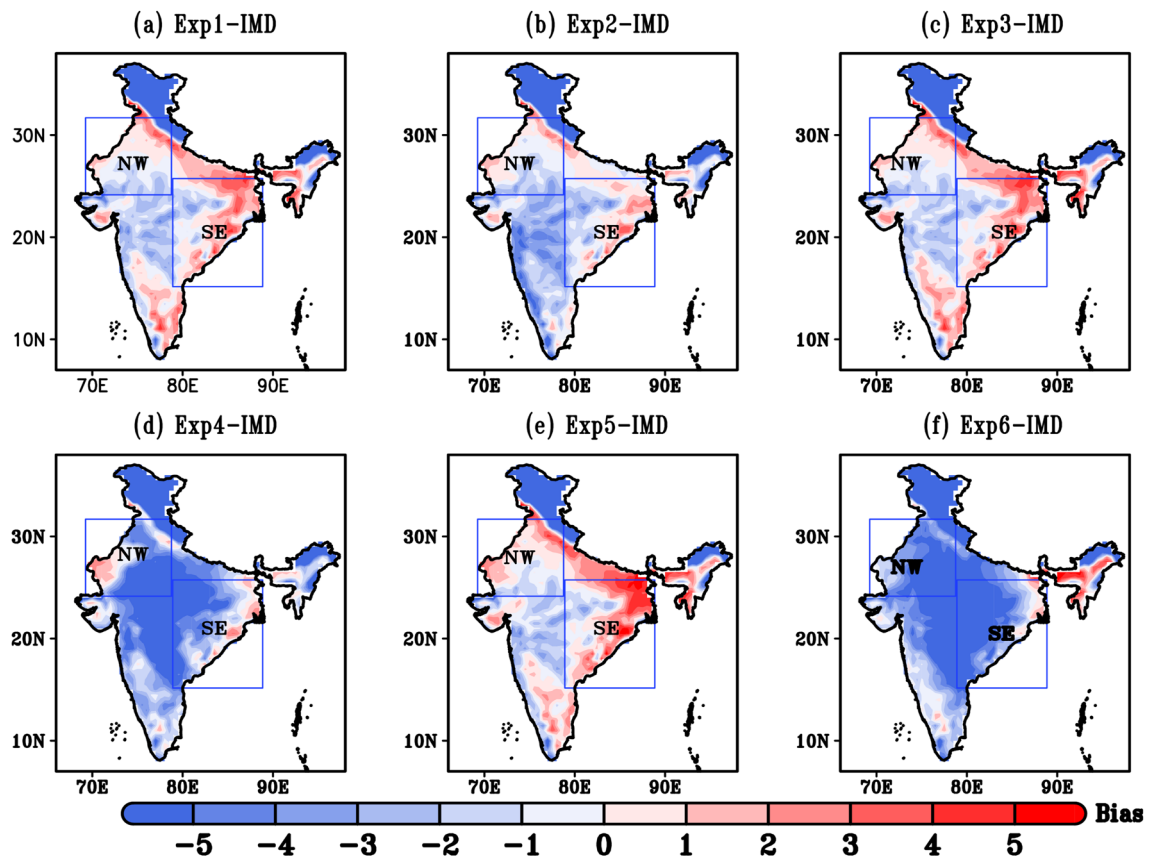 (a) Exp1-IMD
(b) Exp2-IMD
(c) Exp3-IMD
30N
20N
10N
NW
SE
70E 80E 90E
30N
20N
10N
NW
SE
70E 80E 90E
30N
20N
10N
NW
SE
70E 80E 90E
(d) Exp4-IMD
(e) Exp5-IMD
(f) Exp6-IMD
30N
20N
10N
NW
SE
70E 80E 90E
30N
20N
10N
NW
SE
70E 80E 90E
30N
20N
10N
NW
SE
70E 80E 90E
Bias
-5 -4 -3 -2 -1 0 1 2 3 4 5